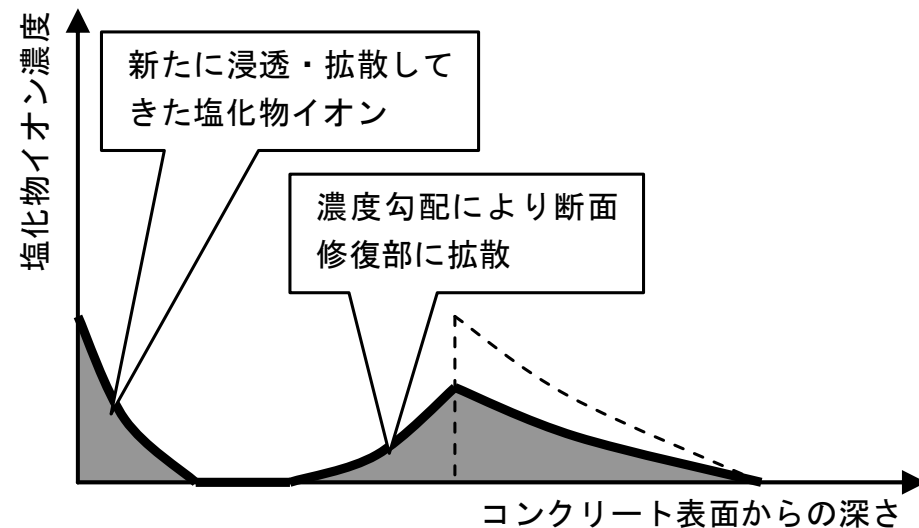 塩化物イオン濃度
新たに浸透・拡散して
きた塩化物イオン
濃度勾配により断面
修復部に拡散
コンクリート表面からの深さ